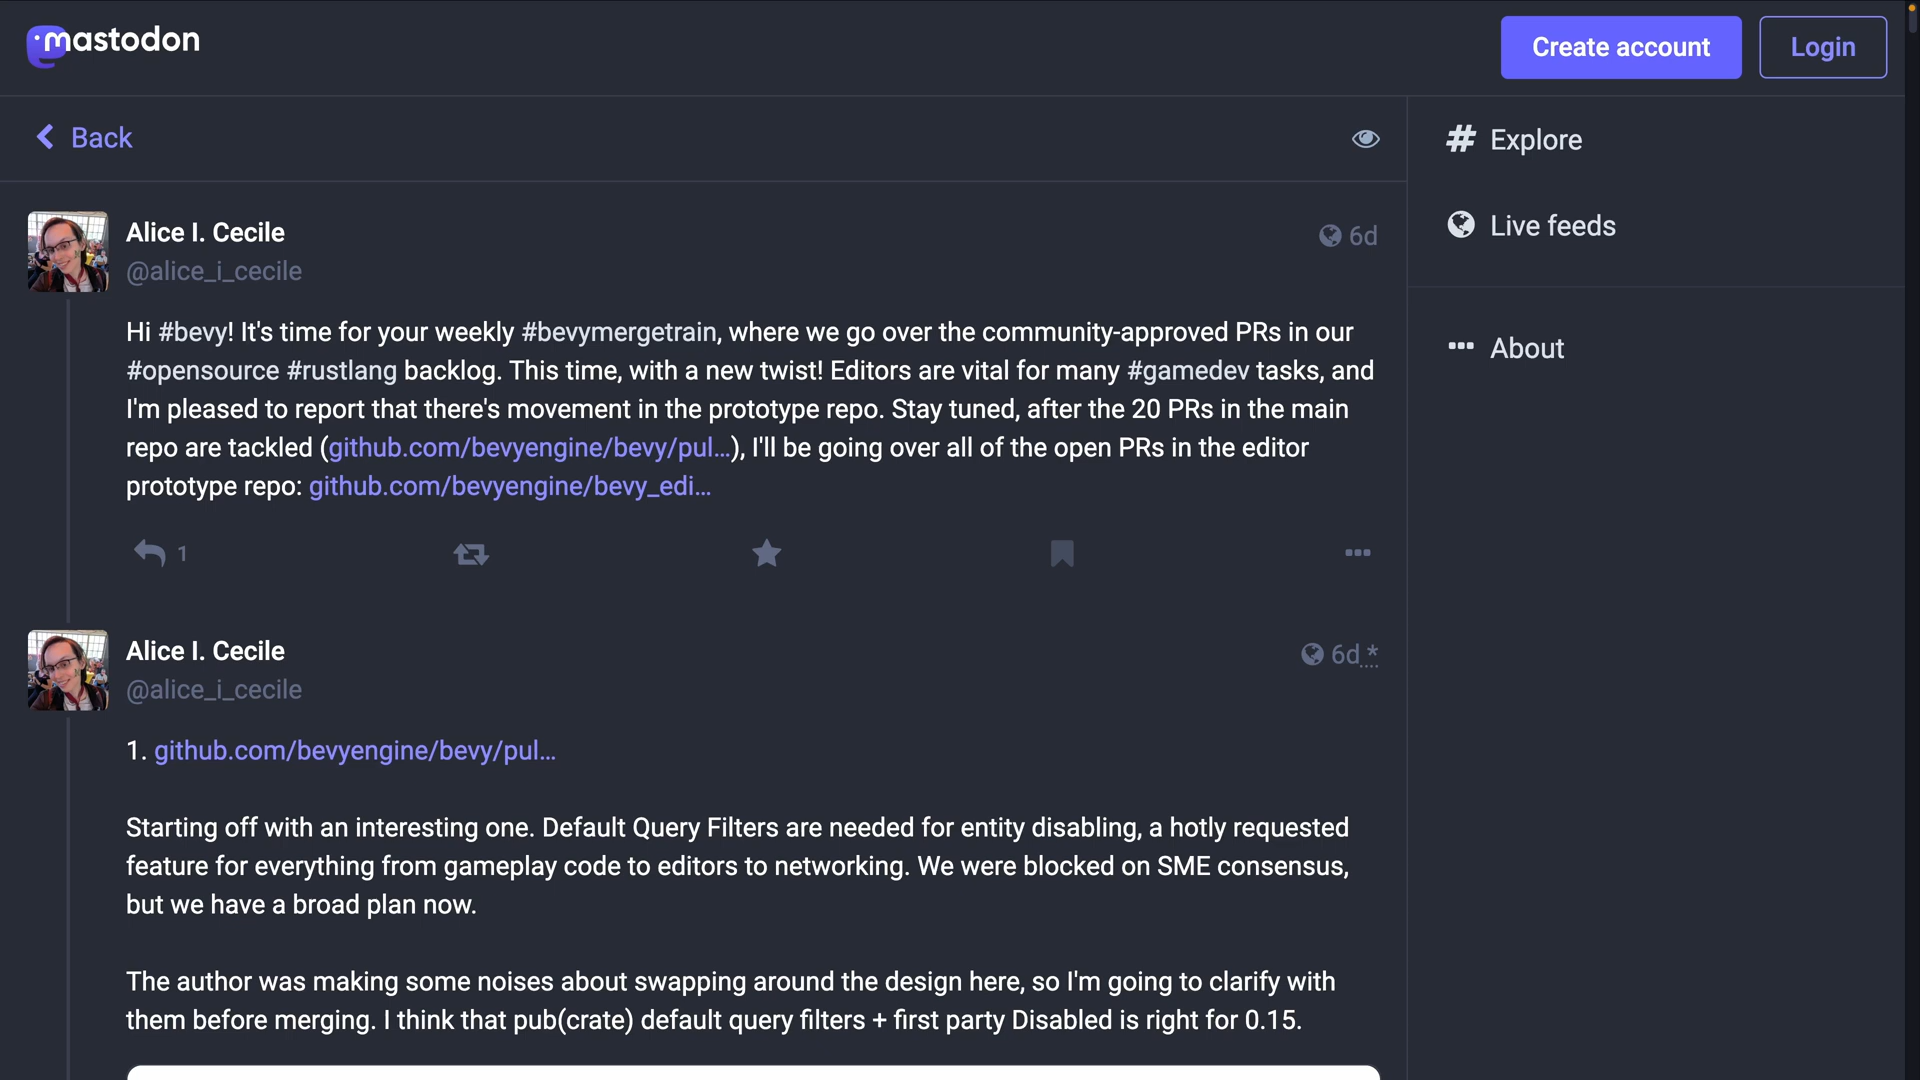 mastodon
Create account
Login
Back
Explore
Live feeds
About
Alice I. Cecile
6d
@alice_i_cecile
Hi #bevy! It's time for your weekly #bevymergetrain, where we go over the community-approved PRs in our
#opensource #rustlang backlog. This time, with a new twist! Editors are vital for many #gamedev tasks, and
I'm pleased to report that there's movement in the prototype repo. Stay tuned, after the 20 PRs in the main
repo are tackled (github.com/bevyengine/bevy/pul…), I'll be going over all of the open PRs in the editor
prototype repo: github.com/bevyengine/bevy_edi…
1
Alice I. Cecile
6d *
@alice_i_cecile
1. github.com/bevyengine/bevy/pul…
Starting off with an interesting one. Default Query Filters are needed for entity disabling, a hotly requested
feature for everything from gameplay code to editors to networking. We were blocked on SME consensus,
but we have a broad plan now.
The author was making some noises about swapping around the design here, so I'm going to clarify with
them before merging. I think that pub(crate) default query filters + first party Disabled is right for 0.15.